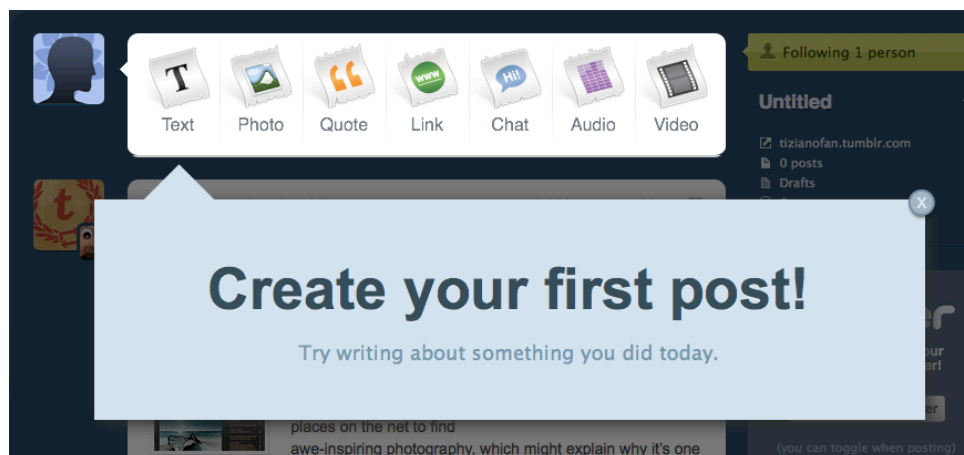 T
www
Hi!
Text Photo Quote Link Chat Audio Video
Following 1 person
Untitled
tizianofan.tumblr.com
0 posts
Drafts
t
X
Create your first post!
Try writing about something you did today.
places on the net to find
awe-inspiring photography, which might explain why it's one
(you can toggle when posting)